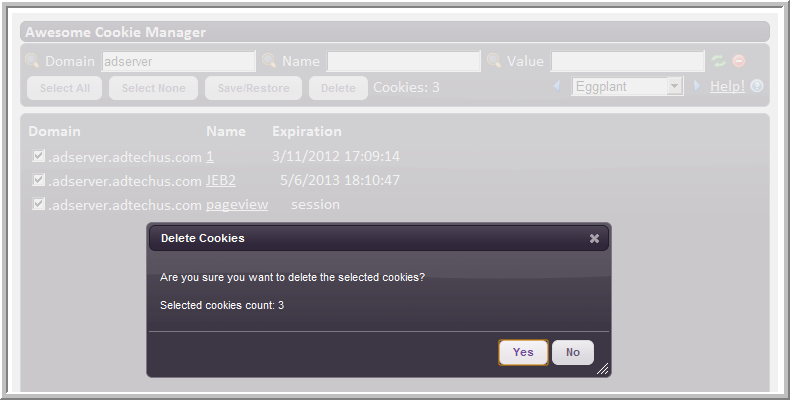 Awesome Cookie Manager
Domain adserver Name Value
Select All Select None Save/Restore Delete Cookies: 3 Eggplant Help! ?
Domain Name Expiration
.adserver.adtechus.com 1 3/11/2012 17:09:14
.adserver.adtechus.com JEB2 5/6/2013 18:10:47
.adserver.adtechus.com pageview session
Delete Cookies
Are you sure you want to delete the selected cookies?
Selected cookies count: 3
Yes No